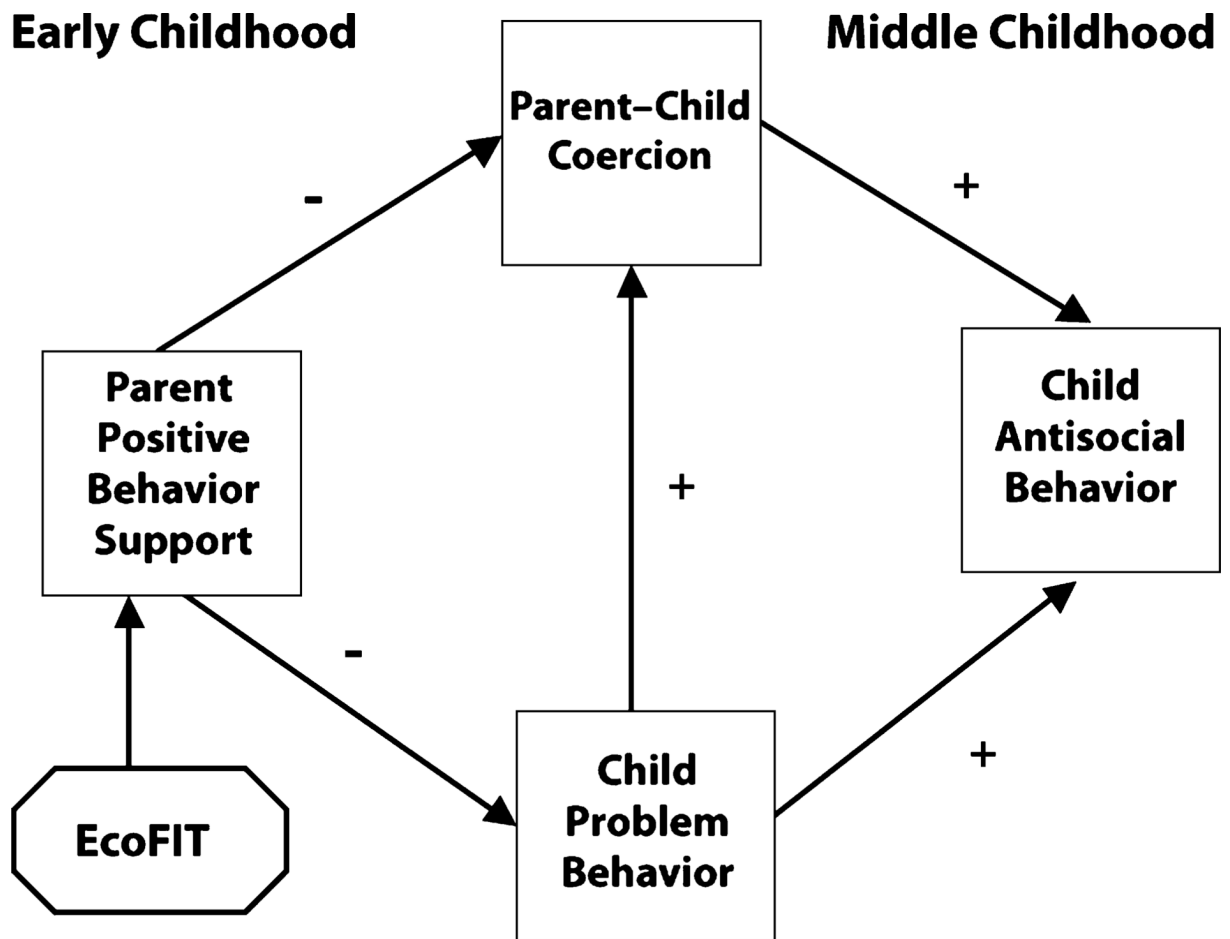 Early Childhood
Middle Childhood
Parent–Child
Coercion
-
+
Parent
Positive
Behavior
Support
Child
Antisocial
Behavior
+
-
+
Child
Problem
Behavior
EcoFIT